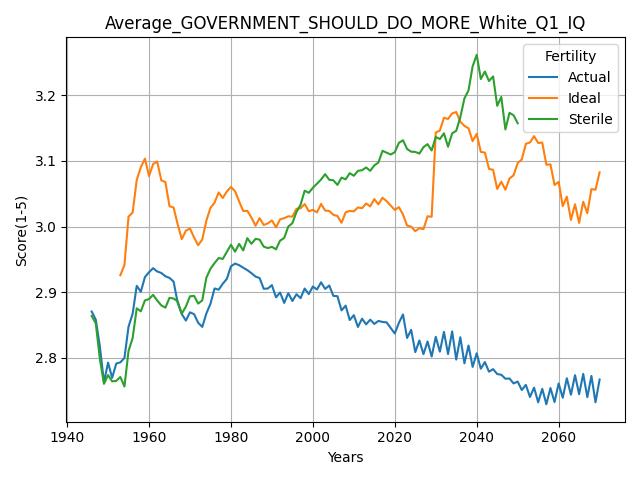 Average_GOVERNMENT_SHOULD_DO_MORE_White_Q1_IQ
Fertility
Actual
Ideal
Sterile
Score(1-5)
3.2
3.1
3.0
2.9
2.8
1940 1960 1980 2000 2020 2040 2060
Years